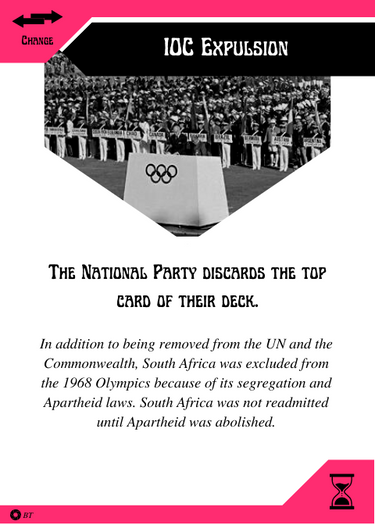 Change
IOC Expulsion
The National Party discards the top
card of their deck.
In addition to being removed from the UN and the
Commonwealth, South Africa was excluded from
the 1968 Olympics because of its segregation and
Apartheid laws. South Africa was not readmitted
until Apartheid was abolished.
BT